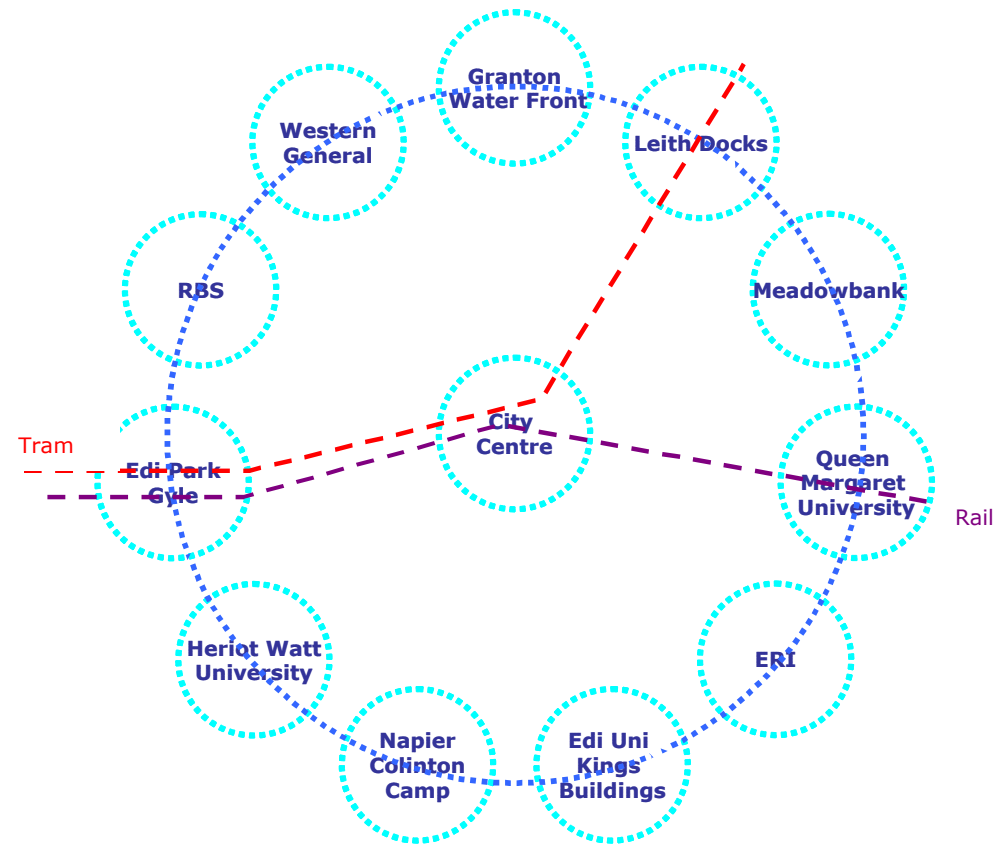 Granton
Water Front
Western
General
Leith Docks
RBS
Meadowbank
City
Centre
Tram
Edi Park
Gyle
Queen
Margaret
University
Rail
Heriot Watt
University
ERI
Napier
Colinton
Camp
Edi Uni
Kings
Buildings